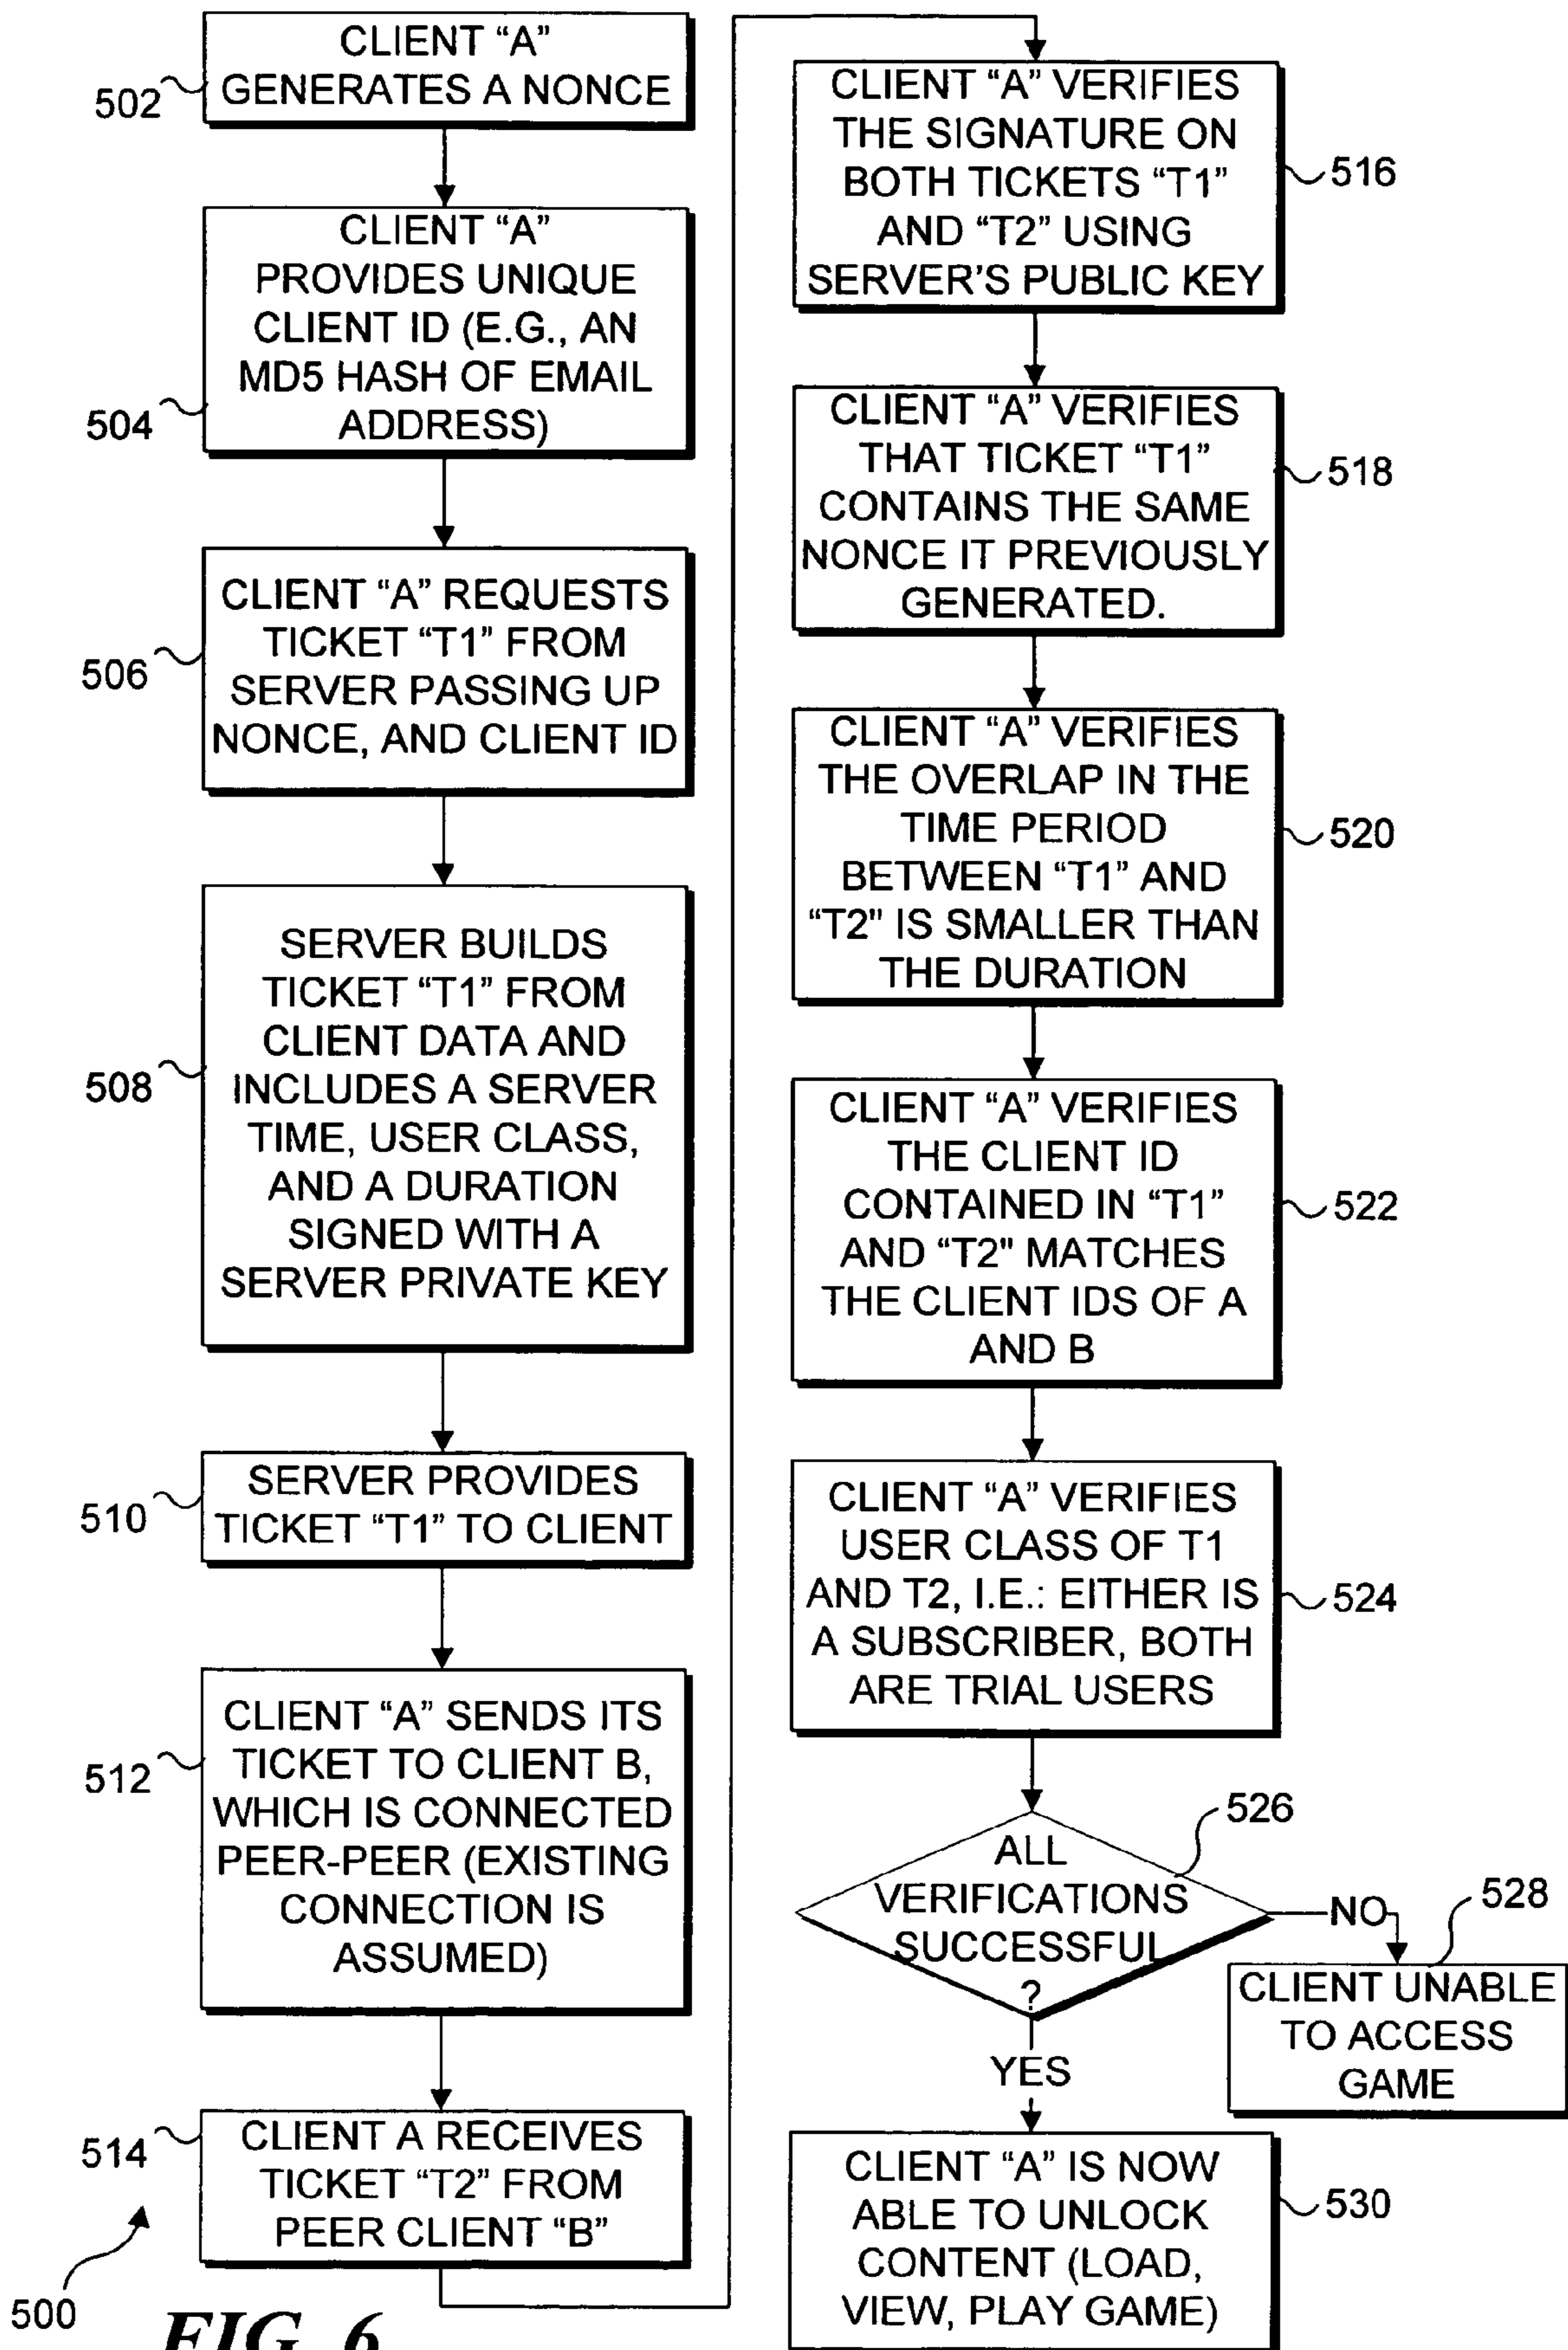 CLIENT “A”
GENERATES A NONCE
502
CLIENT “A”
PROVIDES UNIQUE
CLIENT ID (E.G., AN
MD5 HASH OF EMAIL
ADDRESS)
504
CLIENT “A” REQUESTS
TICKET “T1” FROM
SERVER PASSING UP
NONCE, AND CLIENT ID
506
SERVER BUILDS
TICKET “T1” FROM
CLIENT DATA AND
INCLUDES A SERVER
TIME, USER CLASS,
AND A DURATION
SIGNED WITH A
SERVER PRIVATE KEY
508
SERVER PROVIDES
TICKET “T1” TO CLIENT
510
CLIENT “A” SENDS ITS
TICKET TO CLIENT B,
WHICH IS CONNECTED
PEER-PEER (EXISTING
CONNECTION IS
ASSUMED)
512
CLIENT A RECEIVES
TICKET “T2” FROM
PEER CLIENT “B”
514
500
FIG. 6
CLIENT “A” VERIFIES
THE SIGNATURE ON
BOTH TICKETS “T1”
AND “T2” USING
SERVER’S PUBLIC KEY
516
CLIENT “A” VERIFIES
THAT TICKET “T1”
CONTAINS THE SAME
NONCE IT PREVIOUSLY
GENERATED.
518
CLIENT “A” VERIFIES
THE OVERLAP IN THE
TIME PERIOD
BETWEEN “T1” AND
“T2” IS SMALLER THAN
THE DURATION
520
CLIENT “A” VERIFIES
THE CLIENT ID
CONTAINED IN “T1”
AND “T2” MATCHES
THE CLIENT IDS OF A
AND B
522
CLIENT “A” VERIFIES
USER CLASS OF T1
AND T2, I.E.: EITHER IS
A SUBSCRIBER, BOTH
ARE TRIAL USERS
524
ALL
VERIFICATIONS
SUCCESSFUL
?
526
NO
528
CLIENT UNABLE
TO ACCESS
GAME
YES
CLIENT “A” IS NOW
ABLE TO UNLOCK
CONTENT (LOAD,
VIEW, PLAY GAME)
530